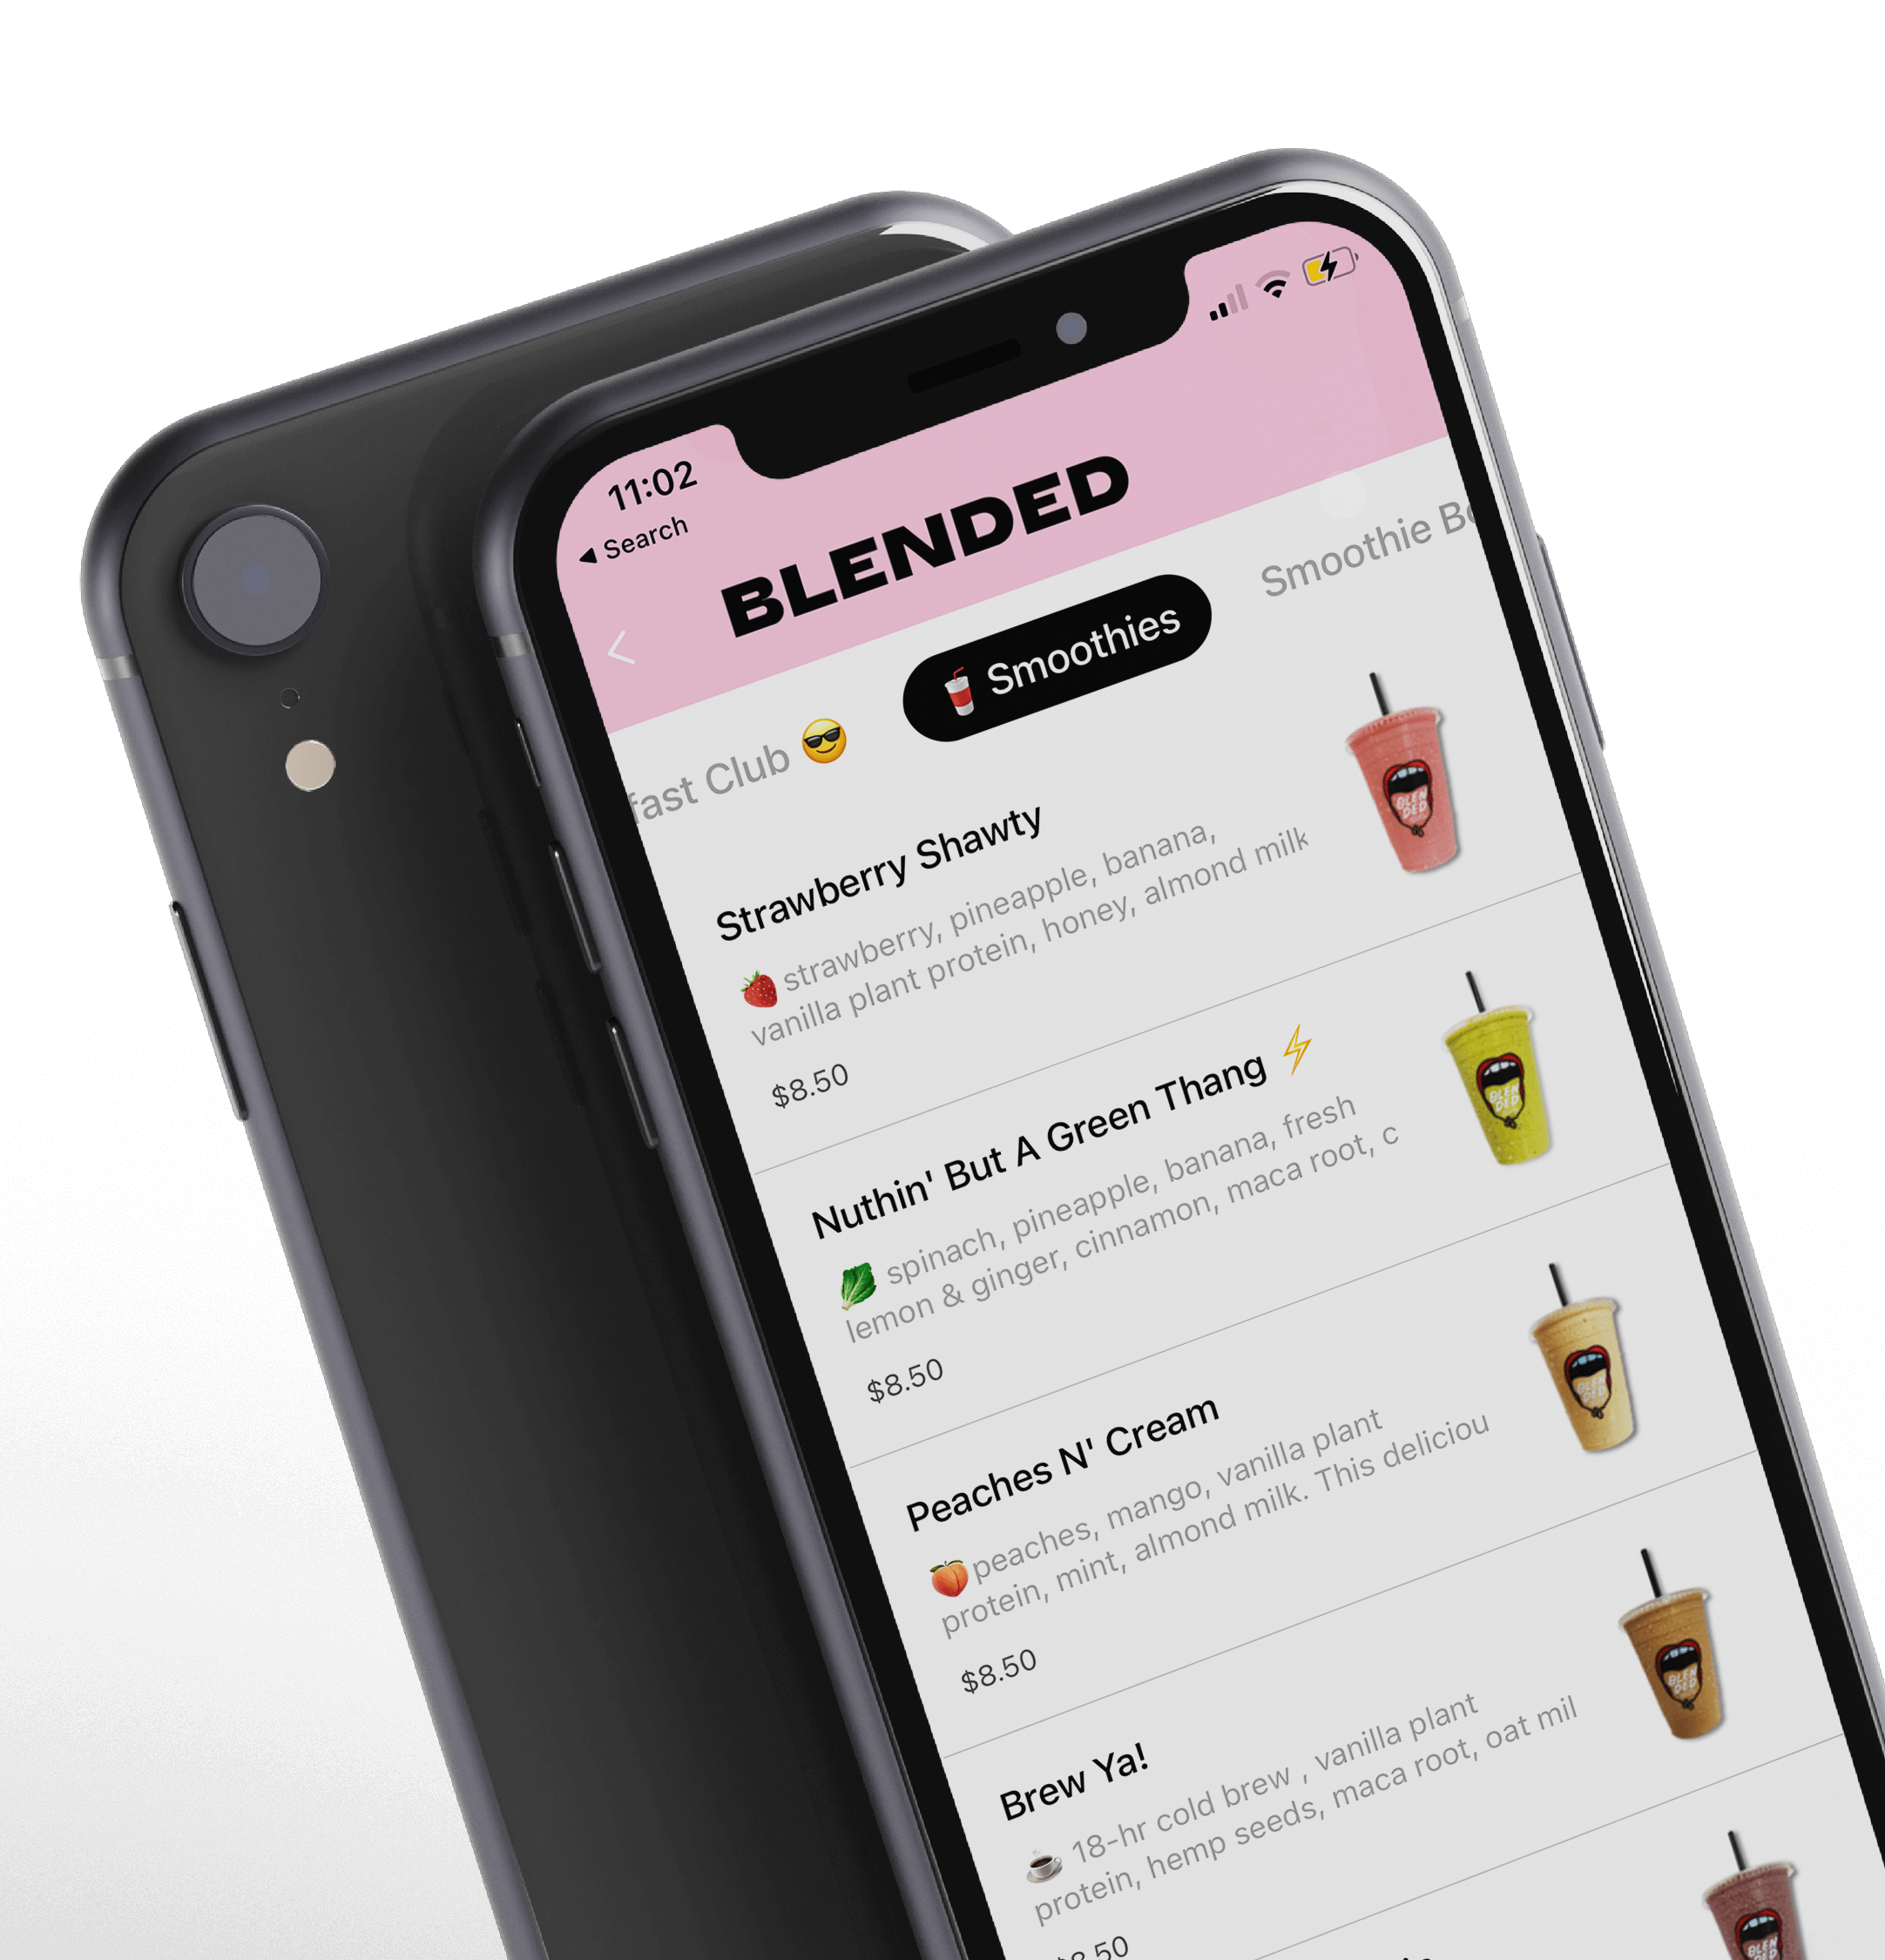 11:02
Search
BLENDED
fast Club 😎
Smoothies
Smoothie Bo
Strawberry Shawty
🍓 strawberry, pineapple, banana,
vanilla plant protein, honey, almond milk
$8.50
BLEN
DED
Nuthin' But A Green Thang ⚡
🥬 spinach, pineapple, banana, fresh
lemon & ginger, cinnamon, maca root, c
$8.50
BLEN
DED
Peaches N' Cream
🍑 peaches, mango, vanilla plant
protein, mint, almond milk. This deliciou
$8.50
BLEN
DED
Brew Ya!
☕ 18-hr cold brew , vanilla plant
protein, hemp seeds, maca root, oat mil
$8.50
BLEN
DED